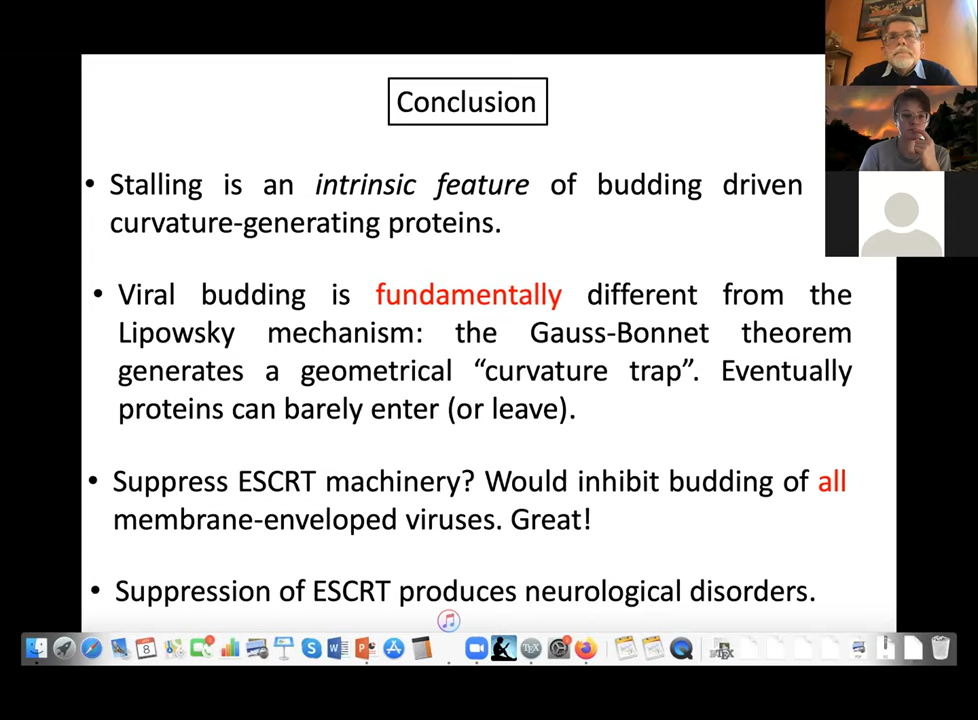 Conclusion
• Stalling is an intrinsic feature of budding driven
curvature-generating proteins.
• Viral budding is fundamentally different from the
Lipowsky mechanism: the Gauss-Bonnet theorem
generates a geometrical “curvature trap”. Eventually
proteins can barely enter (or leave).
• Suppress ESCRT machinery? Would inhibit budding of all
membrane-enveloped viruses. Great!
• Suppression of ESCRT produces neurological disorders.
8